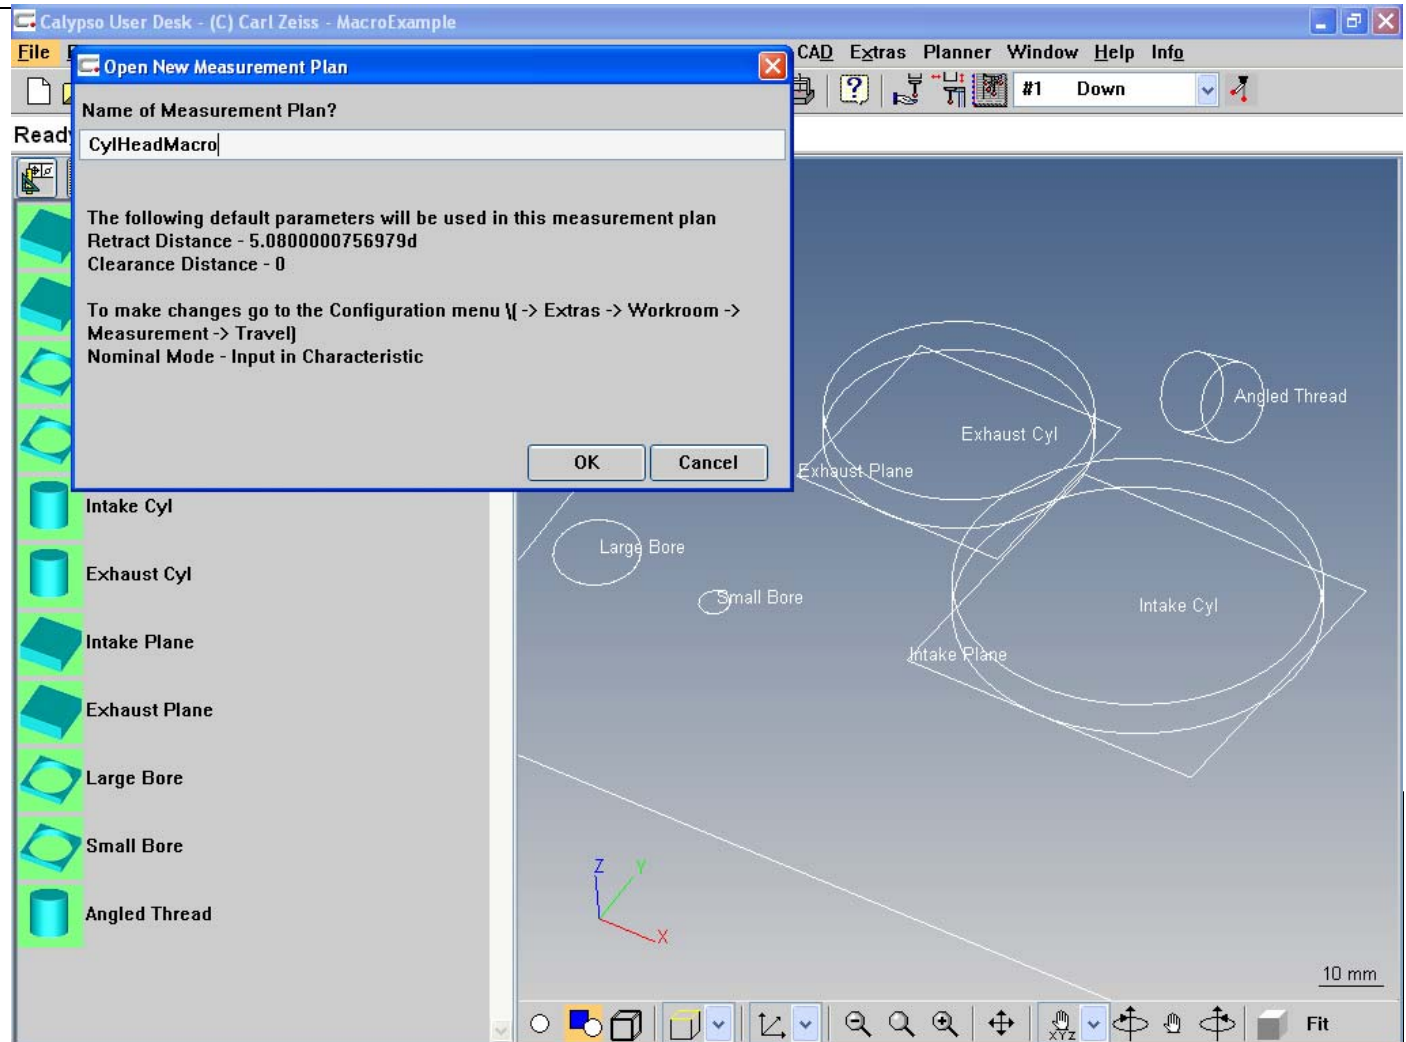 Calypso User Desk - (C) Carl Zeiss - MacroExample
File
CAD Extras Planner Window Help Info
Open New Measurement Plan
#1 Down
Name of Measurement Plan?
CylHeadMacro
The following default parameters will be used in this measurement plan
Retract Distance - 5.0800000756979d
Clearance Distance - 0
To make changes go to the Configuration menu \( -> Extras -> Workroom ->
Measurement -> Travel)
Nominal Mode - Input in Characteristic
OK Cancel
Intake Cyl
Exhaust Cyl
Intake Plane
Exhaust Plane
Large Bore
Small Bore
Angled Thread
Angled Thread
Exhaust Cyl
Exhaust Plane
Large Bore
Small Bore
Intake Cyl
Intake Plane
Z Y
X
10 mm
XYZ
Fit